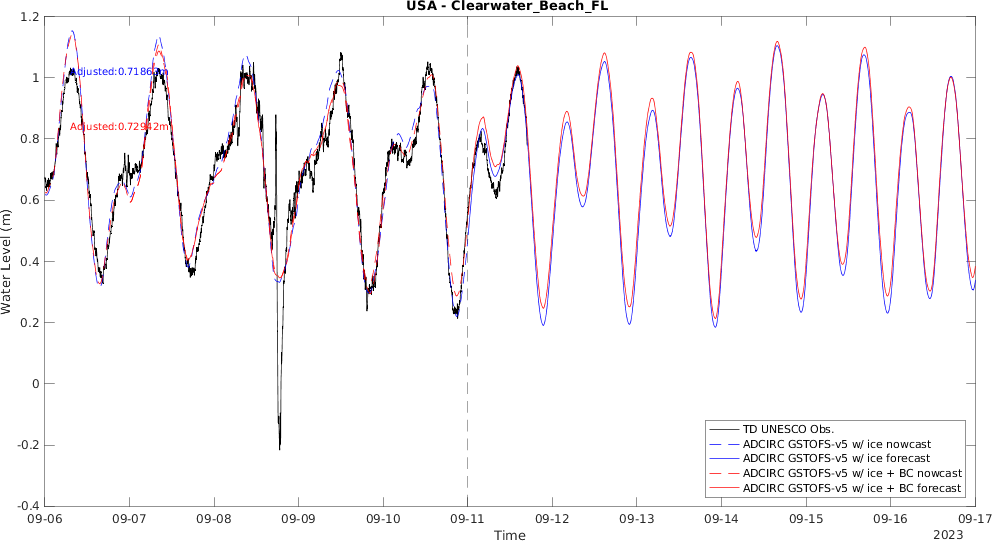 USA - Clearwater_Beach_FL
1.2
1
0.8
0.6
0.4
0.2
0
-0.2
-0.4
Water Level (m)
Adjusted:0.72942m
TD UNESCO Obs.
ADCIRC GSTOFS-v5 w/ ice nowcast
ADCIRC GSTOFS-v5 w/ ice forecast
ADCIRC GSTOFS-v5 w/ ice + BC nowcast
ADCIRC GSTOFS-v5 w/ ice + BC forecast
09-06 09-07 09-08 09-09 09-10 09-11 09-12 09-13 09-14 09-15 09-16 09-17
Time
2023